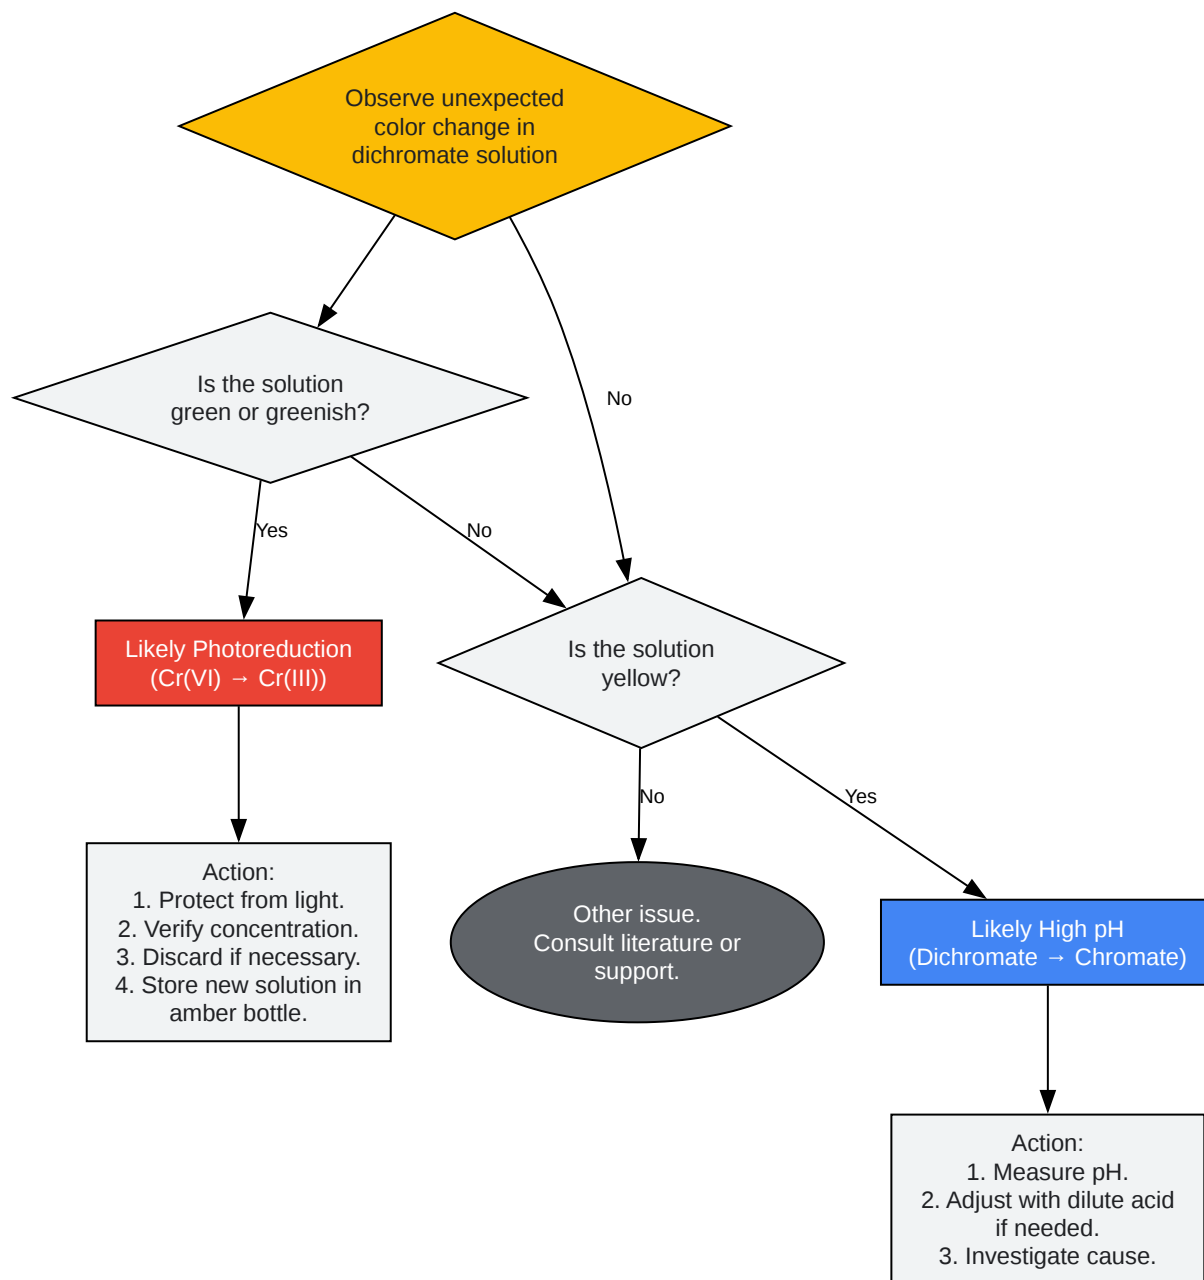 Observe unexpected
color change in
dichromate solution
Is the solution
green or greenish?
No
Yes
No
Likely Photoreduction
(Cr(VI) → Cr(III))
Is the solution
yellow?
No
Yes
Action:
1. Protect from light.
2. Verify concentration.
3. Discard if necessary.
4. Store new solution in
amber bottle.
Other issue.
Consult literature or
support.
Likely High pH
(Dichromate → Chromate)
Action:
1. Measure pH.
2. Adjust with dilute acid
if needed.
3. Investigate cause.